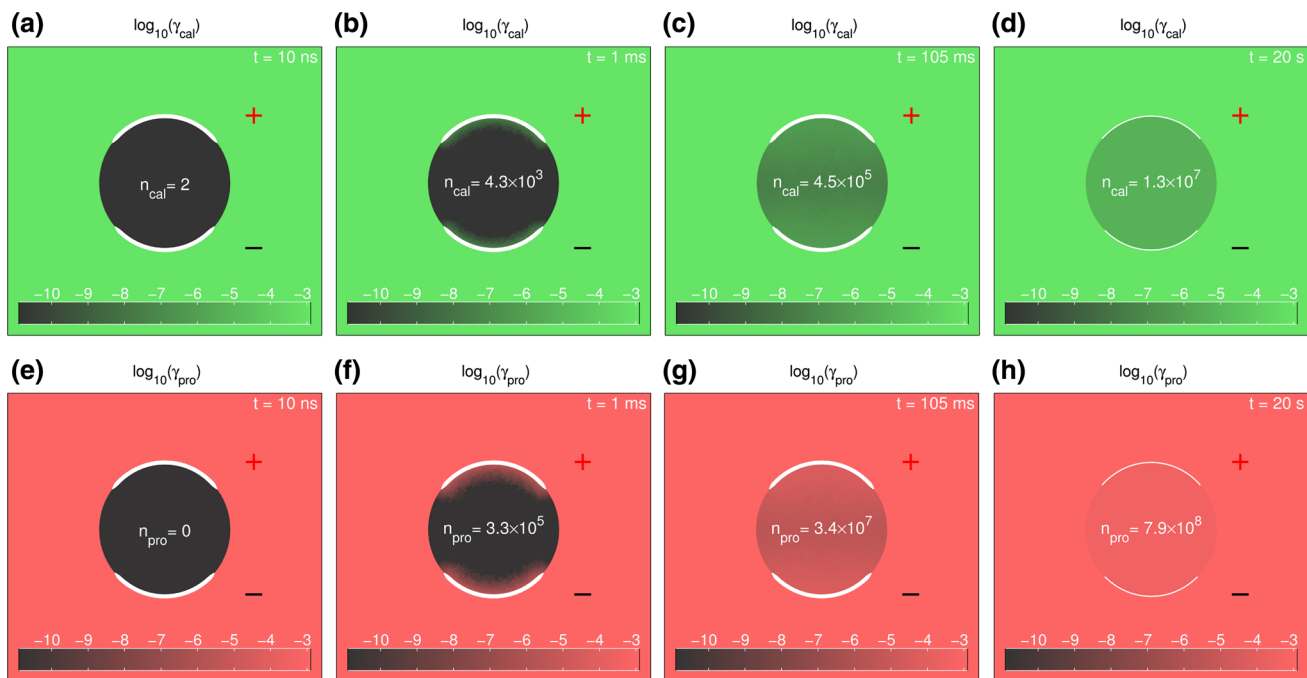 (a) log10(γcal)
t = 10 ns
+
ncal= 2
−
−10 −9 −8 −7 −6 −5 −4 −3
(b) log10(γcal)
t = 1 ms
+
ncal= 4.3×10^3
−
−10 −9 −8 −7 −6 −5 −4 −3
(c) log10(γcal)
t = 105 ms
+
ncal= 4.5×10^5
−
−10 −9 −8 −7 −6 −5 −4 −3
(d) log10(γcal)
t = 20 s
+
ncal= 1.3×10^7
−
−10 −9 −8 −7 −6 −5 −4 −3
(e) log10(γpro)
t = 10 ns
+
npro= 0
−
−10 −9 −8 −7 −6 −5 −4 −3
(f) log10(γpro)
t = 1 ms
+
npro= 3.3×10^5
−
−10 −9 −8 −7 −6 −5 −4 −3
(g) log10(γpro)
t = 105 ms
+
npro= 3.4×10^7
−
−10 −9 −8 −7 −6 −5 −4 −3
(h) log10(γpro)
t = 20 s
+
npro= 7.9×10^8
−
−10 −9 −8 −7 −6 −5 −4 −3